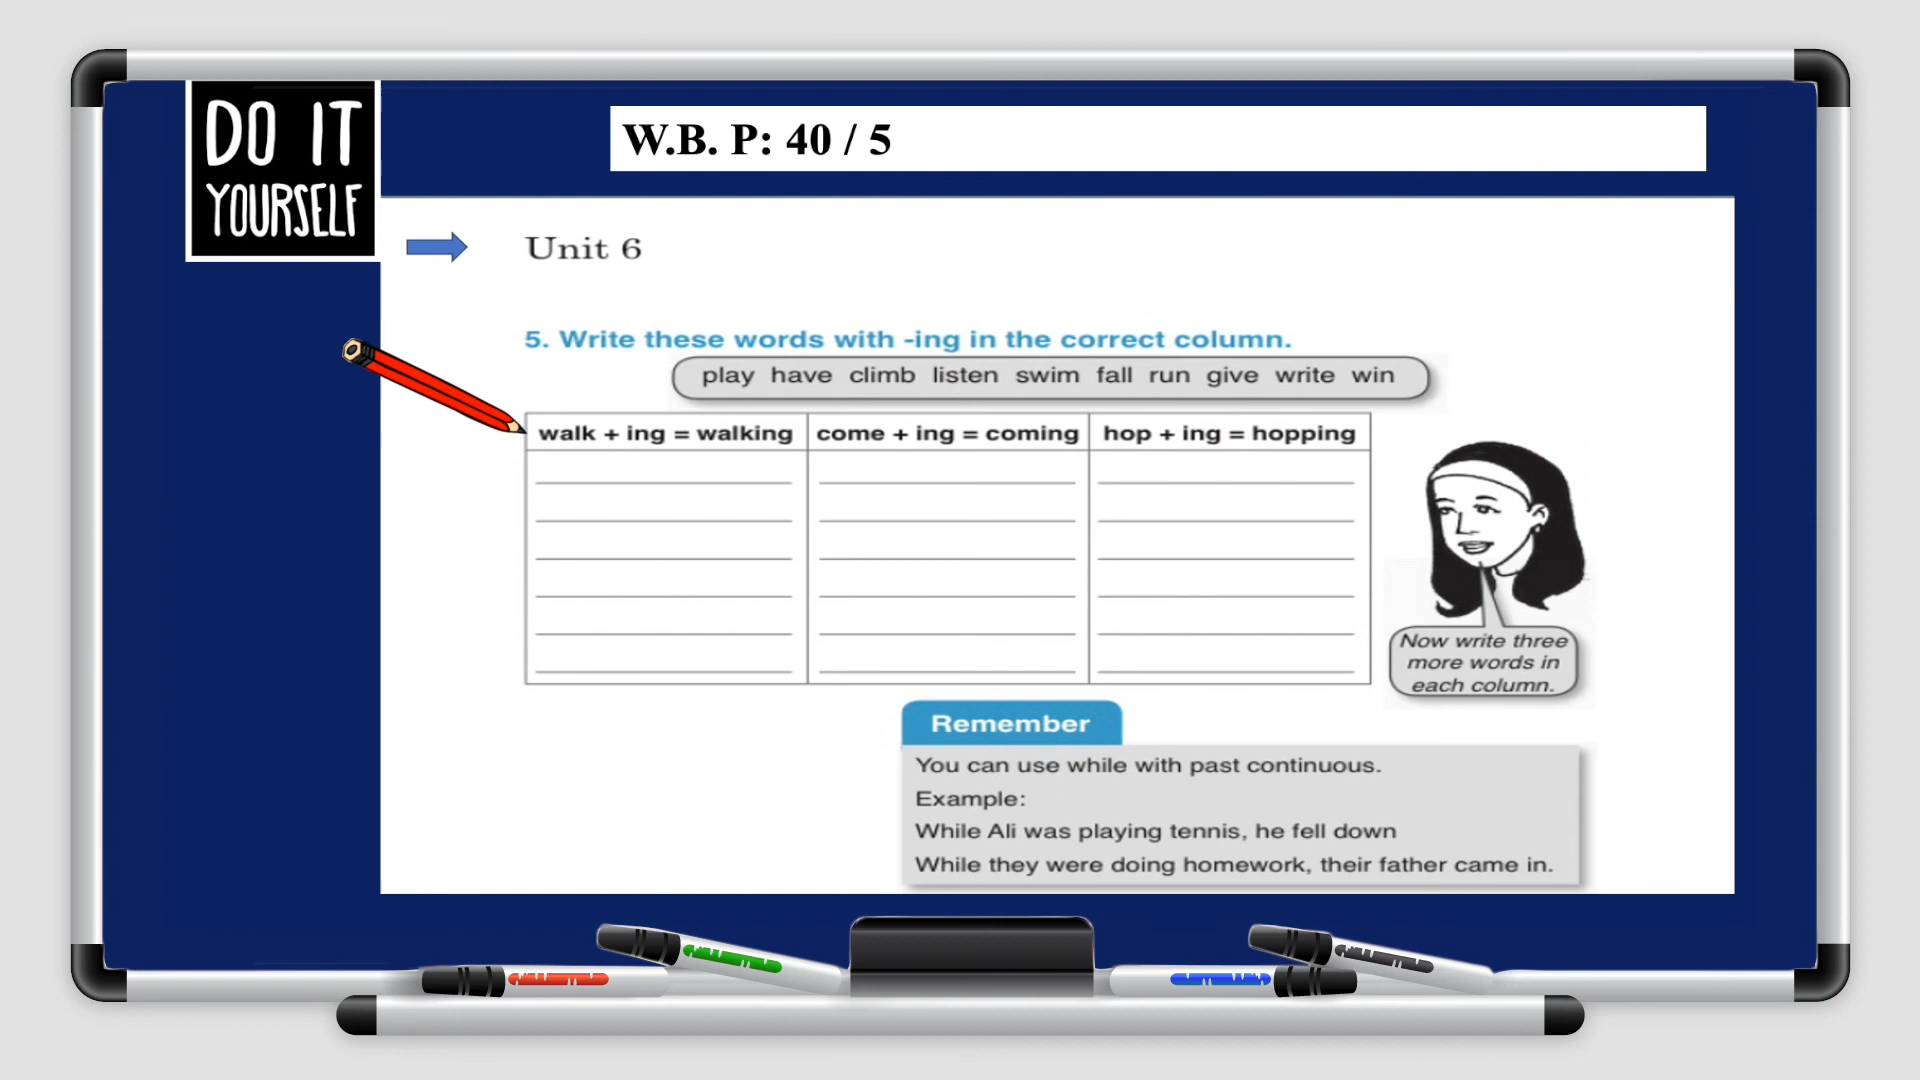 DO IT
YOURSELF
W.B. P: 40 / 5
Unit 6
5. Write these words with -ing in the correct column.
play have climb listen swim fall run give write win
walk + ing = walking come + ing = coming hop + ing = hopping
Now write three
more words in
each column.
Remember
You can use while with past continuous.
Example:
While Ali was playing tennis, he fell down
While they were doing homework, their father came in.